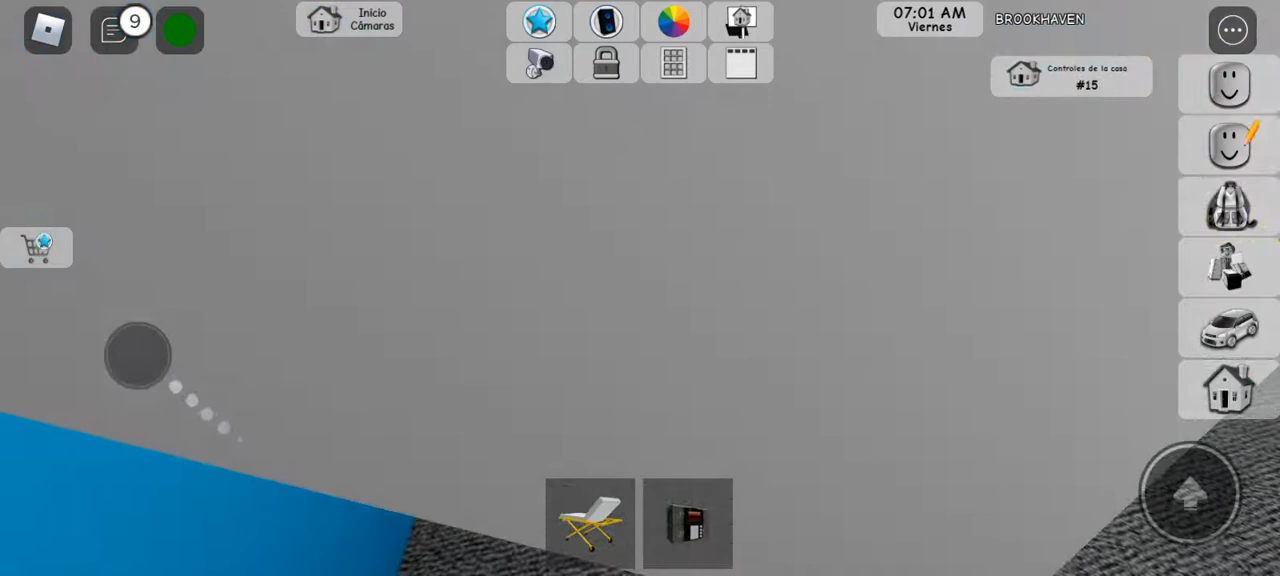 9
Inicio
Cámaras
07:01 AM
Viernes
BROOKHAVEN
Controles de la casa
#15